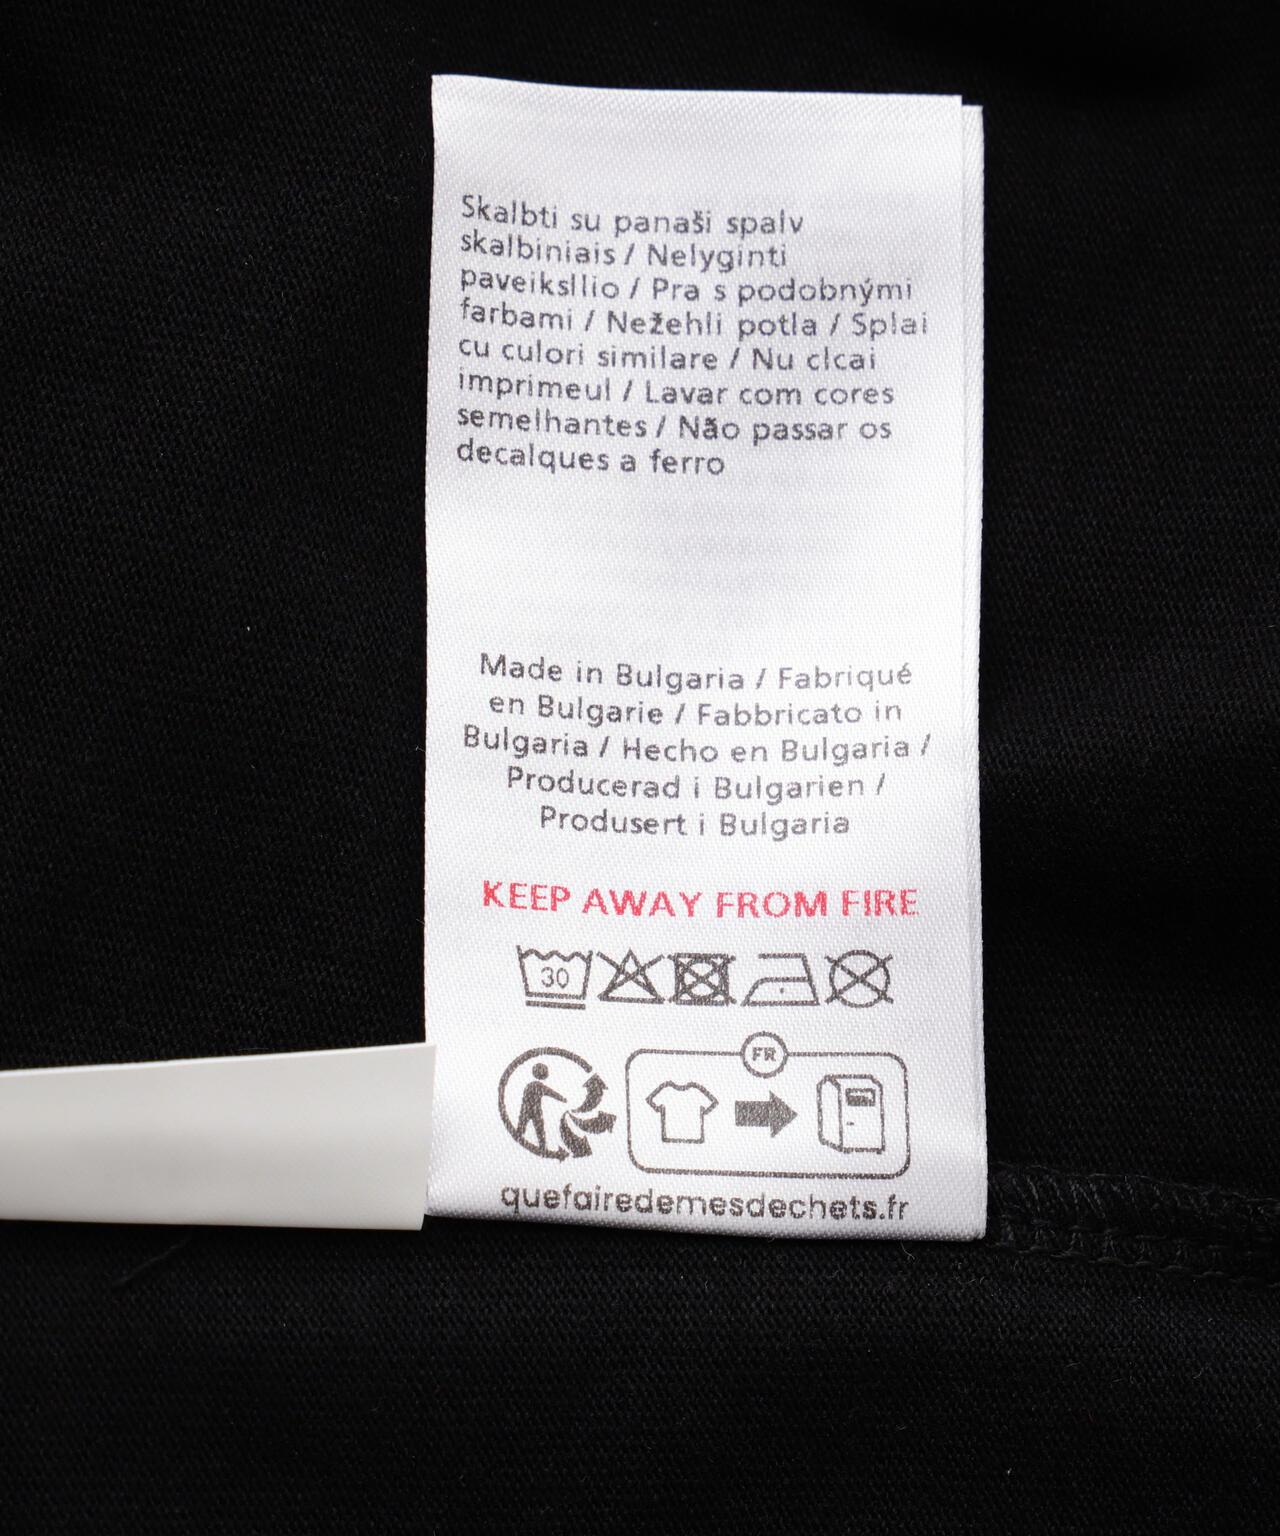 Skalbti su panaši spalv
skalbiniais / Nelyginti
paveiksllio / Pra s podobnými
farbami / Nežehli potla / Splai
cu culori similare / Nu clcai
imprimeul / Lavar com cores
semelhantes / Não passar os
decalques a ferro
Made in Bulgaria / Fabriqué
en Bulgarie / Fabbricato in
Bulgaria / Hecho en Bulgaria /
Producerad i Bulgarien /
Produsert i Bulgaria
KEEP AWAY FROM FIRE
30
FR
quefairedemesdechets.fr